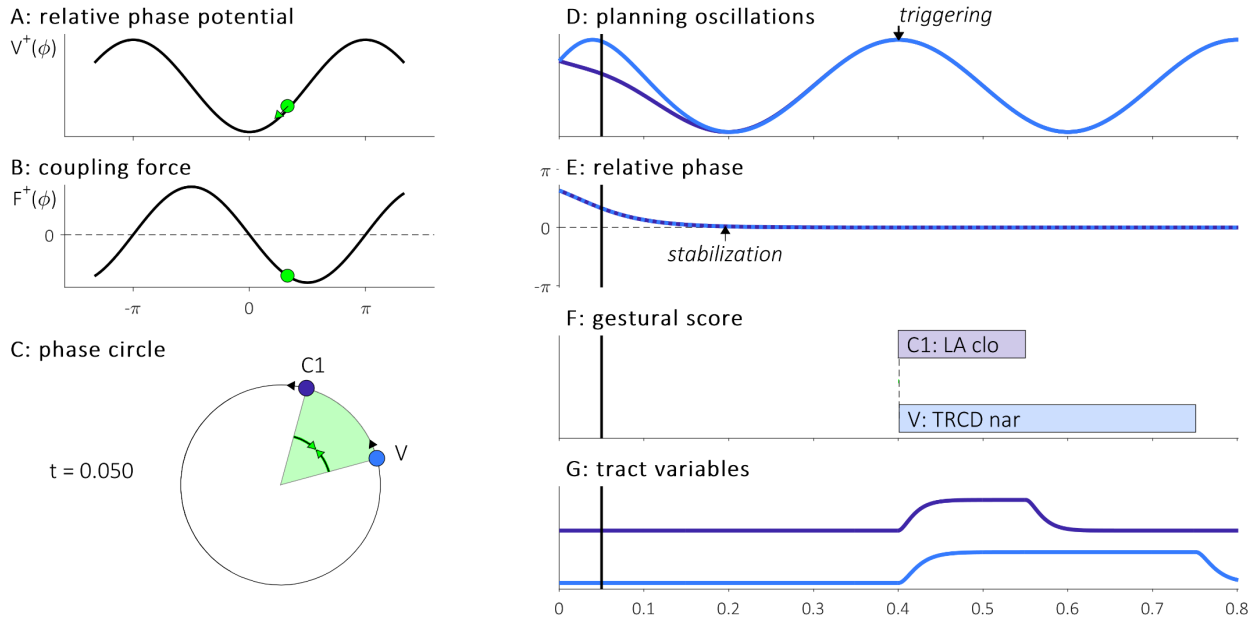 A: relative phase potential
V⁺(ϕ)
-π
0
π
B: coupling force
F⁺(ϕ)
0
-π
0
π
C: phase circle
C1
V
t = 0.050
D: planning oscillations
triggering
E: relative phase
π
0
-π
stabilization
F: gestural score
C1: LA clo
V: TRCD nar
G: tract variables
0 0.1 0.2 0.3 0.4 0.5 0.6 0.7 0.8